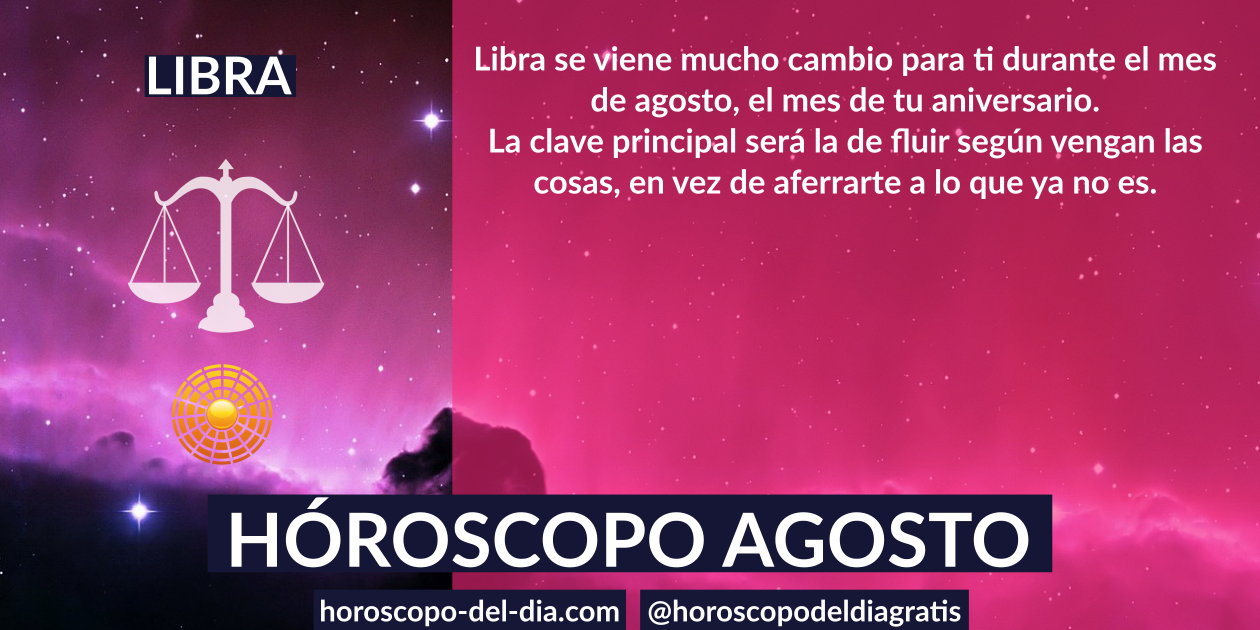 LIBRA
Libra se viene mucho cambio para ti durante el mes
de agosto, el mes de tu aniversario.
La clave principal será la de fluir según vengan las
cosas, en vez de aferrarte a lo que ya no es.
HÓROSCOPO AGOSTO
horoscopo-del-dia.com
@horoscopodeldiagratis